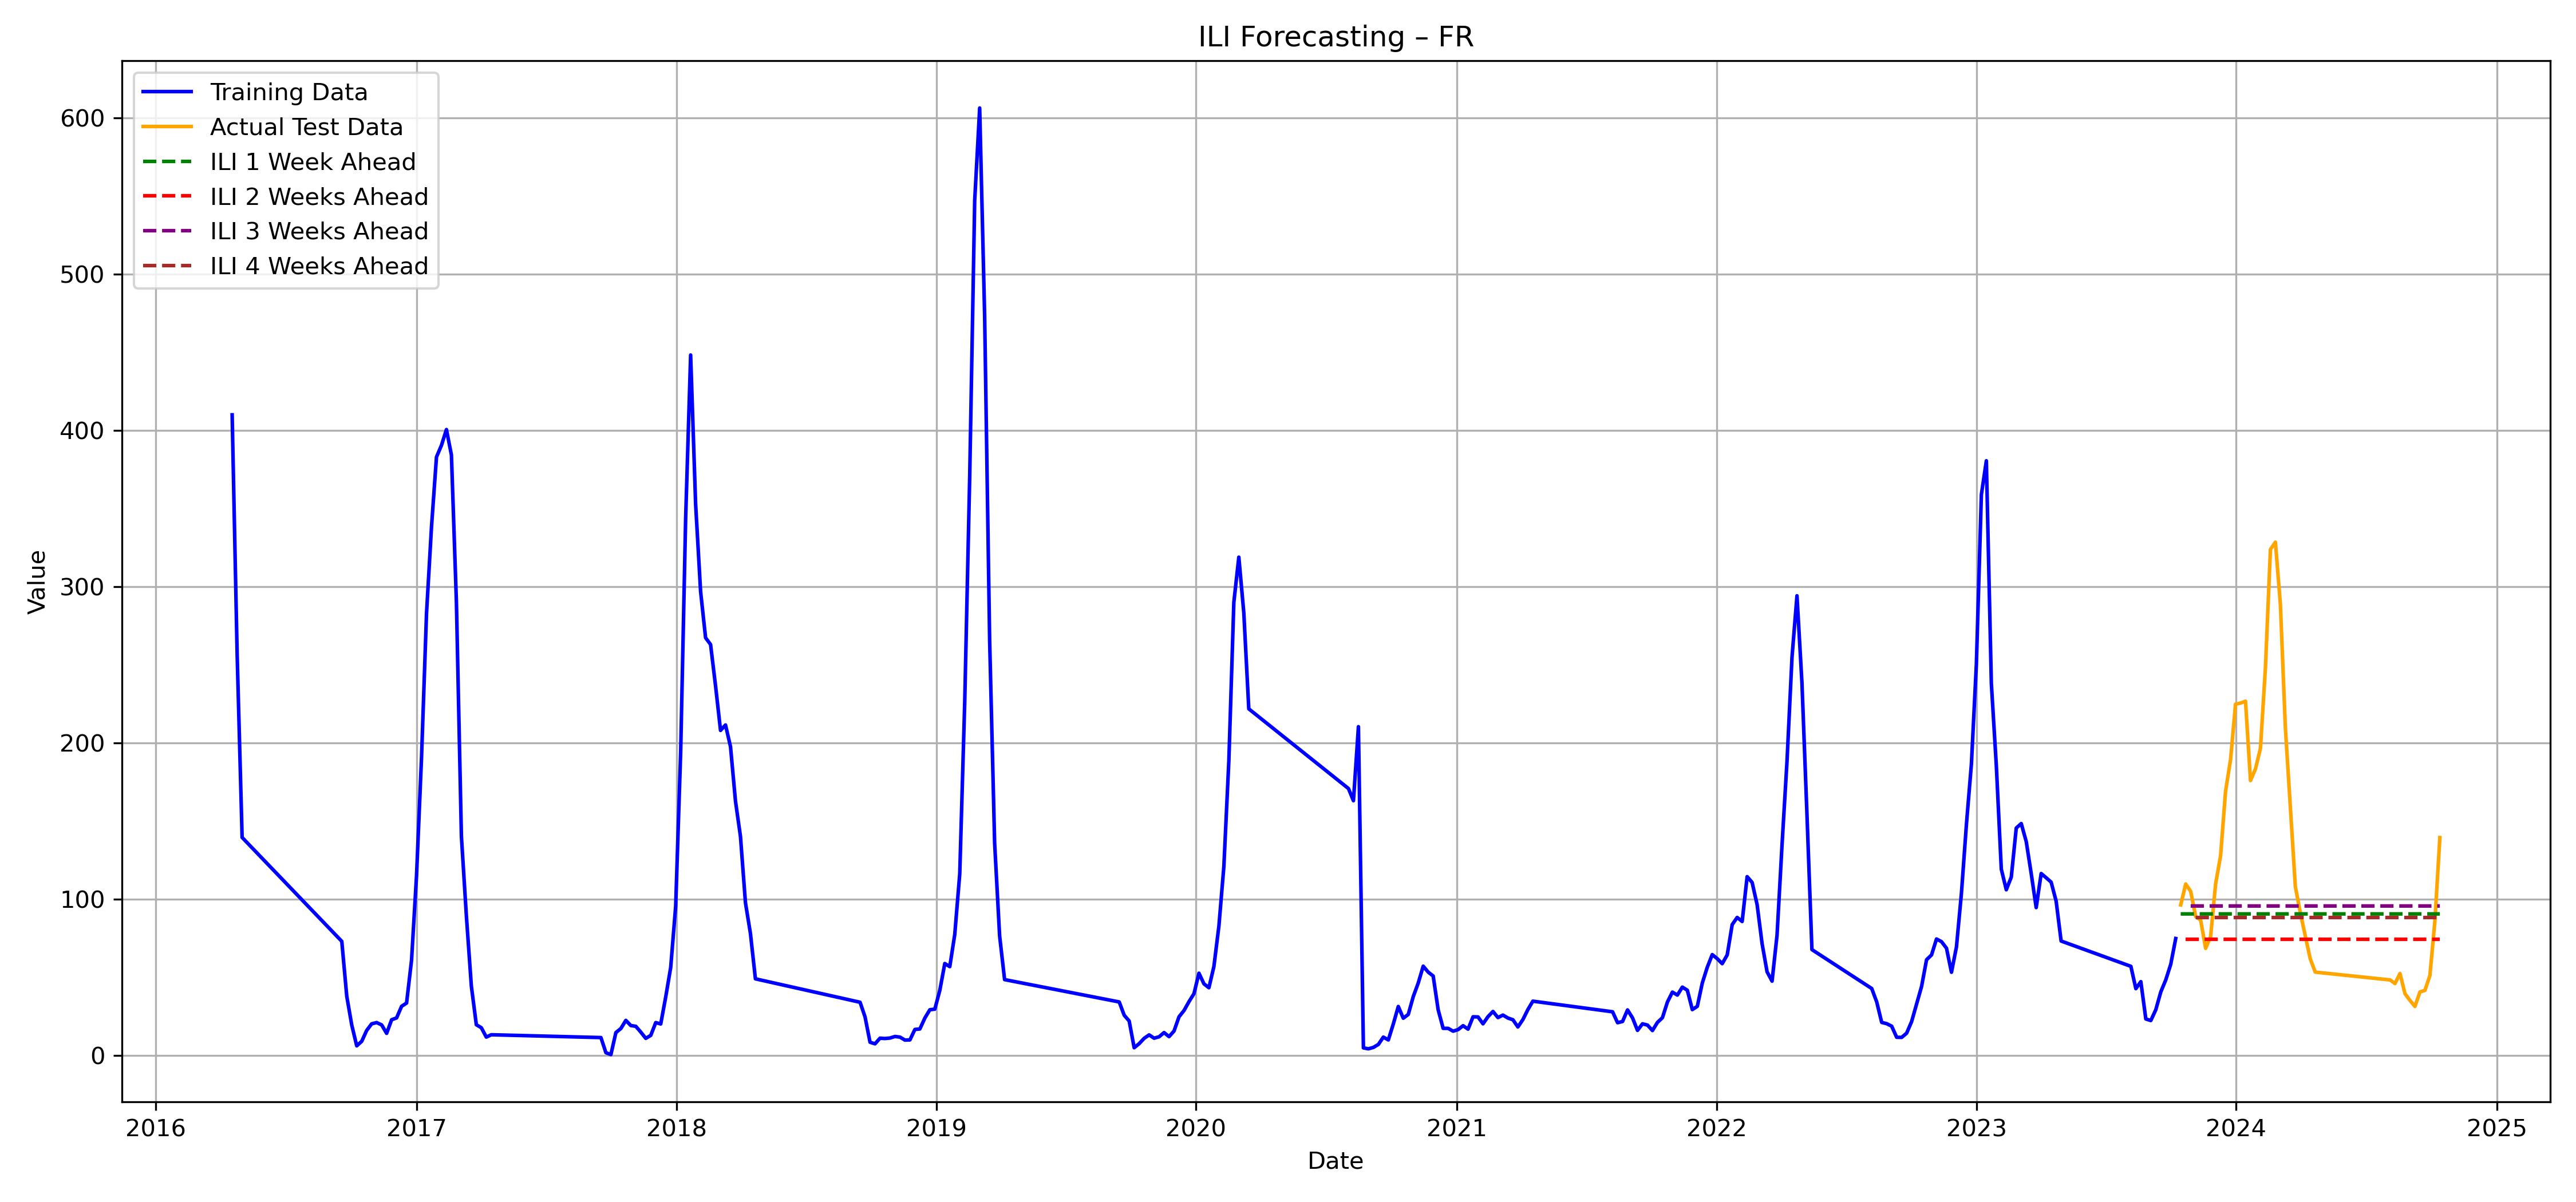 ILI Forecasting – FR
Training Data
Actual Test Data
ILI 1 Week Ahead
ILI 2 Weeks Ahead
ILI 3 Weeks Ahead
ILI 4 Weeks Ahead
600
500
400
300
200
100
0
Value
2016 2017 2018 2019 2020 2021 2022 2023 2024 2025
Date